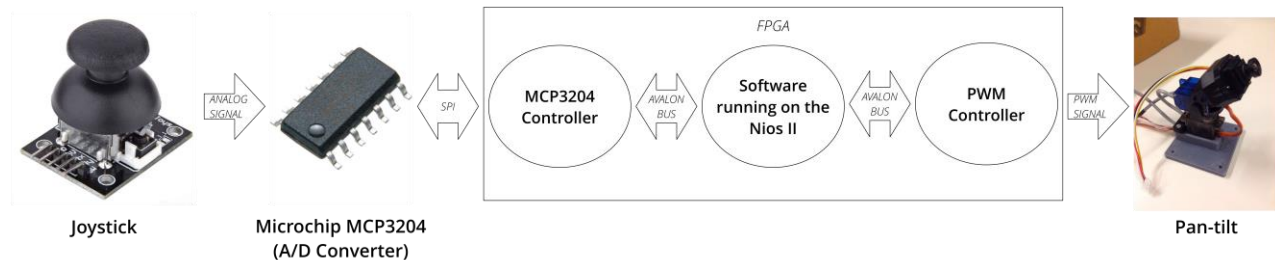 FPGA
ANALOG
SIGNAL
SPI
MCP3204
Controller
AVALON
BUS
Software
running on the
Nios II
AVALON
BUS
PWM
Controller
PWM
SIGNAL
Joystick
Microchip MCP3204
(A/D Converter)
Pan-tilt